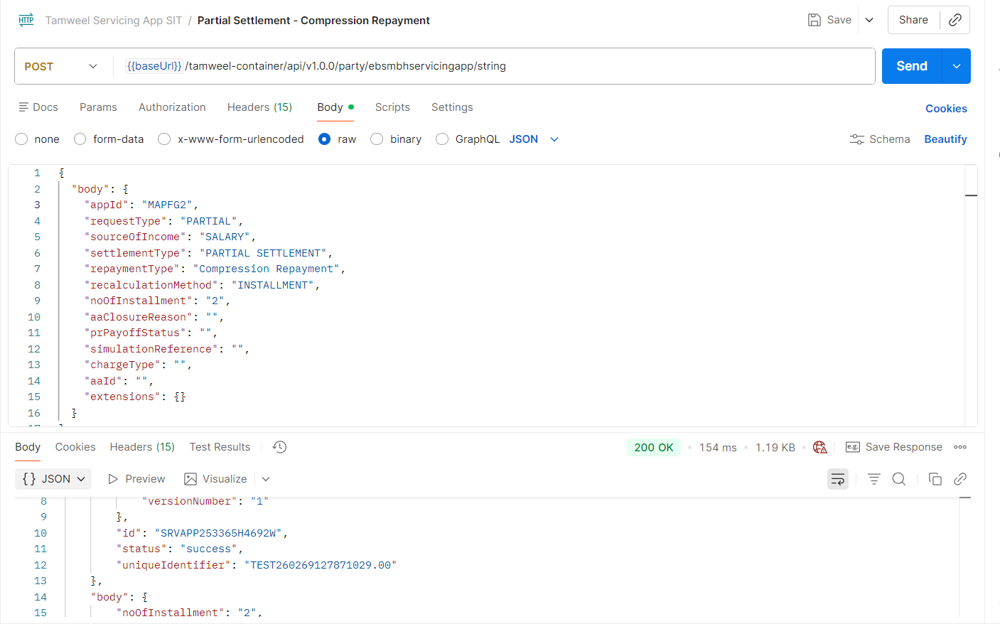 HTTP Tamweel Servicing App SIT / Partial Settlement - Compression Repayment Save Share
POST {{baseUrl}} /tamweel-container/api/v1.0.0/party/ebsmbhservicingapp/string Send
Docs Params Authorization Headers (15) Body Scripts Settings Cookies
none form-data x-www-form-urlencoded raw binary GraphQL JSON Schema Beautify
1 {
2 "body": {
3 "appId": "MAPFG2",
4 "requestType": "PARTIAL",
5 "sourceOfIncome": "SALARY",
6 "settlementType": "PARTIAL SETTLEMENT",
7 "repaymentType": "Compression Repayment",
8 "recalculationMethod": "INSTALLMENT",
9 "noOfInstallment": "2",
10 "aaClosureReason": "",
11 "prPayoffStatus": "",
12 "simulationReference": "",
13 "chargeType": "",
14 "aaId": "",
15 "extensions": {}
16 }
Body Cookies Headers (15) Test Results 200 OK 154 ms 1.19 KB e.g. Save Response
{} JSON Preview Visualize
8 "versionNumber": "1"
9 },
10 "id": "SRVAPP253365H4692W",
11 "status": "success",
12 "uniqueIdentifier": "TEST260269127871029.00"
13 },
14 "body": {
15 "noOfInstallment": "2",